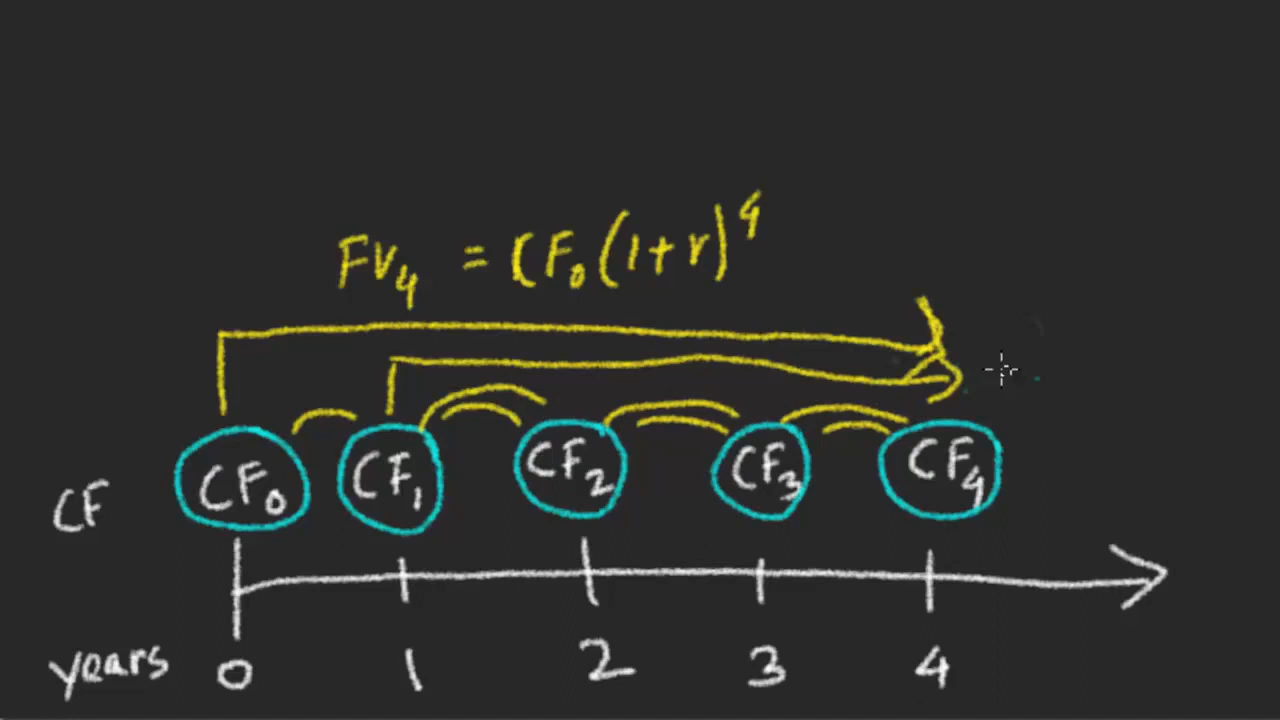 FV₄ = CF₀(1+r)⁴
CF CF₀ CF₁ CF₂ CF₃ CF₄
years 0 1 2 3 4